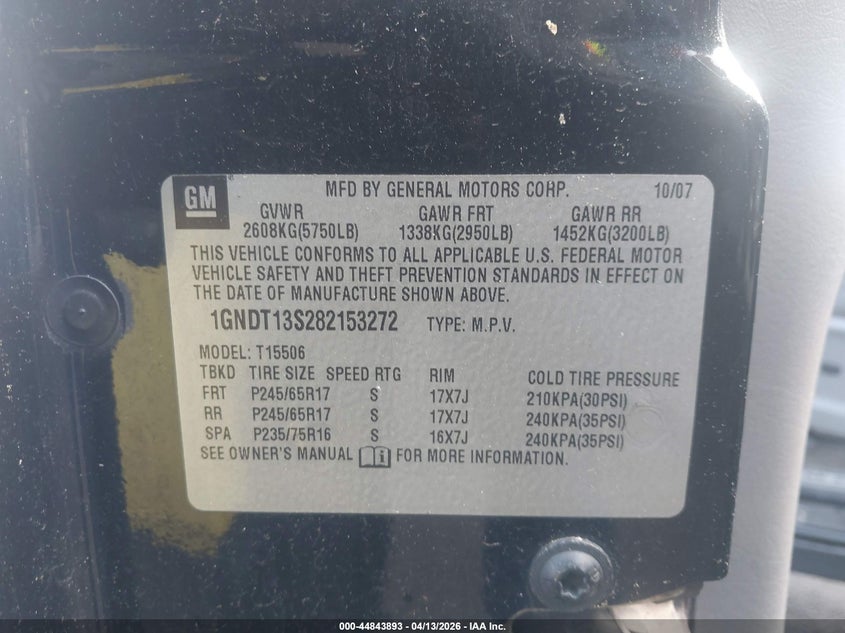 GM MFD BY GENERAL MOTORS CORP. 10/07
GVWR GAWR FRT GAWR RR
2608KG(5750LB) 1338KG(2950LB) 1452KG(3200LB)
THIS VEHICLE CONFORMS TO ALL APPLICABLE U.S. FEDERAL MOTOR
VEHICLE SAFETY AND THEFT PREVENTION STANDARDS IN EFFECT ON
THE DATE OF MANUFACTURE SHOWN ABOVE.
1GNDT13S282153272 TYPE: M.P.V.
MODEL: T15506
TBKD TIRE SIZE SPEED RTG RIM COLD TIRE PRESSURE
FRT P245/65R17 S 17X7J 210KPA(30PSI)
RR P245/65R17 S 17X7J 240KPA(35PSI)
SPA P235/75R16 S 16X7J 240KPA(35PSI)
SEE OWNER'S MANUAL i FOR MORE INFORMATION.
000-44843893 - 04/13/2026 - IAA Inc.